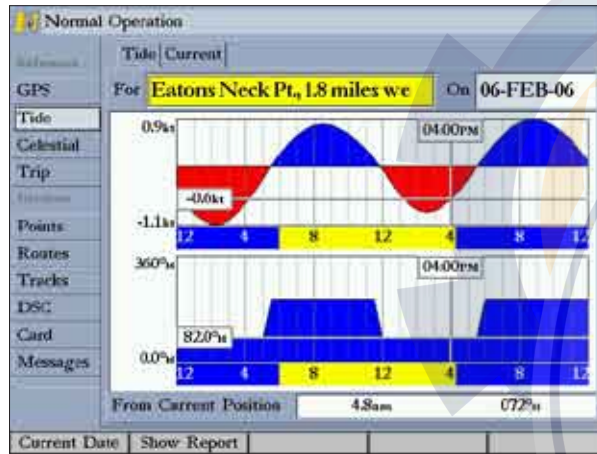 Normal Operation
Tide Current
GPS For Eatons Neck Pt., 1.8 miles we On 06-FEB-06
Tide
Celestial
Trip
Points
Routes
Tracks
DSC
Card
Messages
0.9kt
04:00PM
-0.6kt
-1.1kt
12 4 8 12 4 8 12
360°M
04:00PM
82.0°M
0.0°M
12 4 8 12 4 8 12
From Current Position 4.8nm 072°M
Current Date Show Report